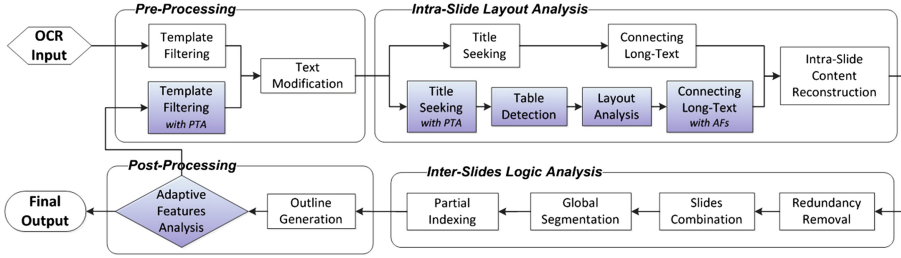 Pre-Processing
Intra-Slide Layout Analysis
OCR
Input
Template
Filtering
Template
Filtering
with PTA
Text
Modification
Title
Seeking
Connecting
Long-Text
Title
Seeking
with PTA
Table
Detection
Layout
Analysis
Connecting
Long-Text
with AFs
Intra-Slide
Content
Reconstruction
Post-Processing
Inter-Slides Logic Analysis
Final
Output
Adaptive
Features
Analysis
Outline
Generation
Partial
Indexing
Global
Segmentation
Slides
Combination
Redundancy
Removal